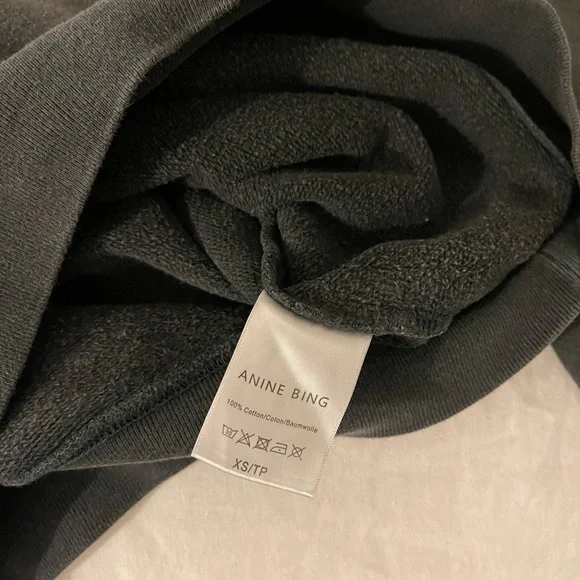 ANINE BING
100% Cotton/Coton/Baumwolle
XS/TP